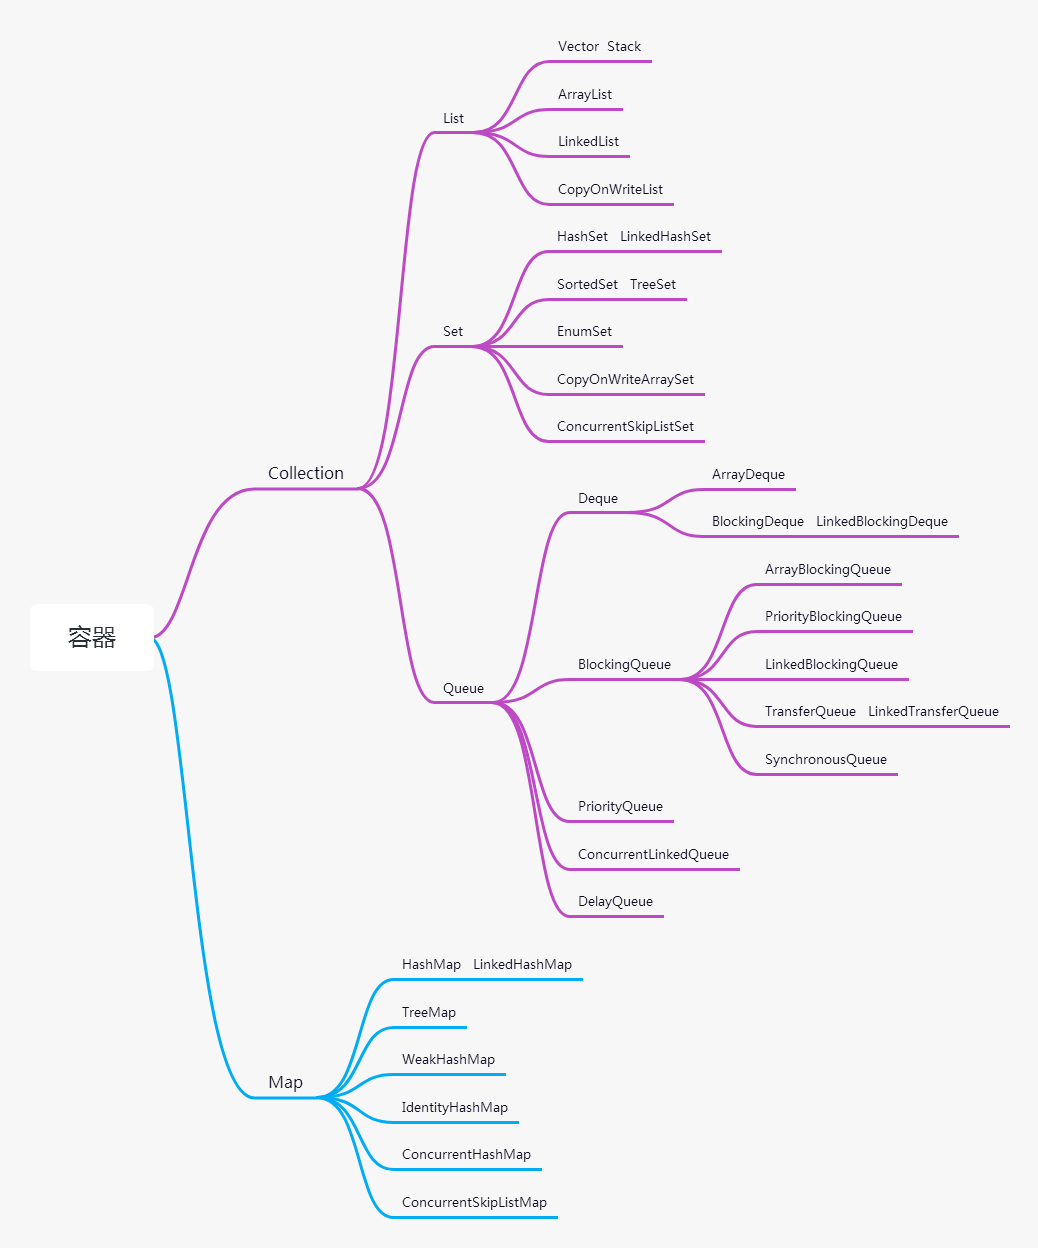 Vector  Stack
ArrayList
List
LinkedList
CopyOnWriteList
HashSet  LinkedHashSet
SortedSet  TreeSet
Set
EnumSet
CopyOnWriteArraySet
ConcurrentSkipListSet
Collection
ArrayDeque
Deque
BlockingDeque  LinkedBlockingDeque
ArrayBlockingQueue
PriorityBlockingQueue
容器
BlockingQueue
LinkedBlockingQueue
Queue
TransferQueue  LinkedTransferQueue
SynchronousQueue
PriorityQueue
ConcurrentLinkedQueue
DelayQueue
HashMap  LinkedHashMap
TreeMap
WeakHashMap
Map
IdentityHashMap
ConcurrentHashMap
ConcurrentSkipListMap